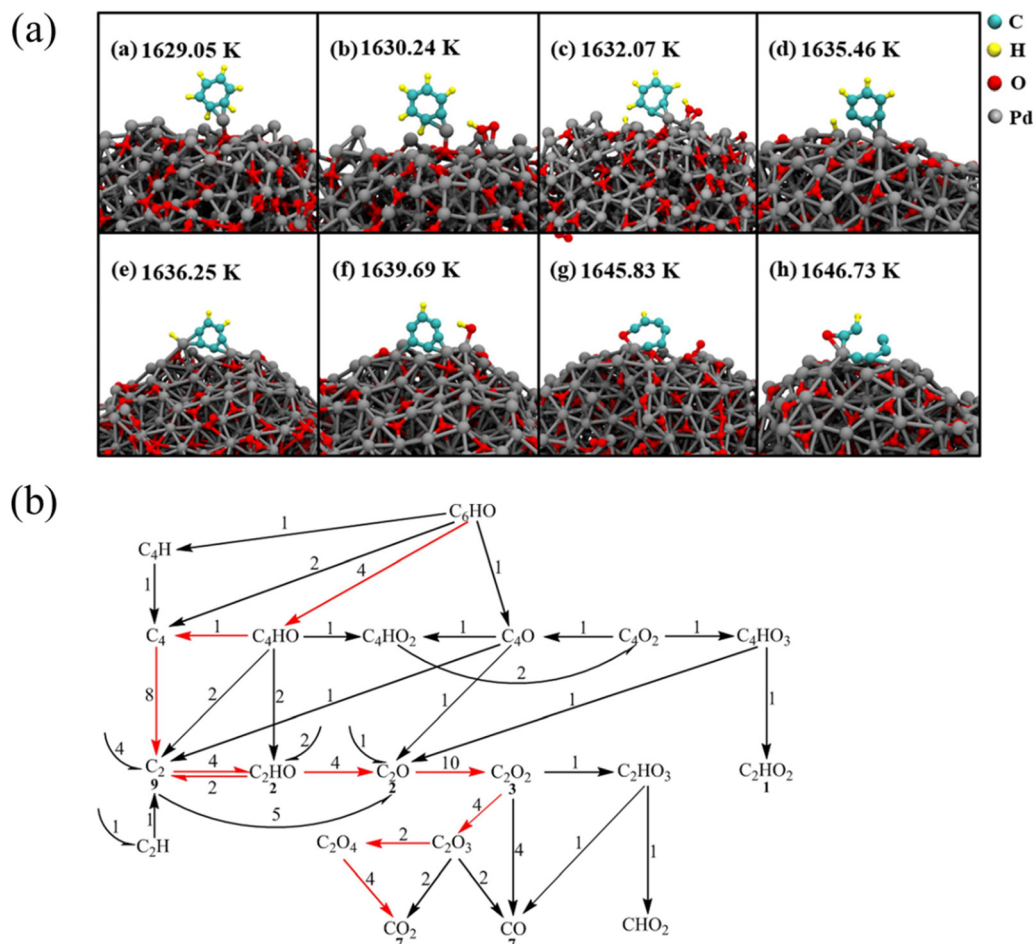 (a)
(a) 1629.05 K
(b) 1630.24 K
(c) 1632.07 K
(d) 1635.46 K
C
H
O
Pd
(e) 1636.25 K
(f) 1639.69 K
(g) 1645.83 K
(h) 1646.73 K
(b)
C₆HO
1
C₄H
2
4
1
1
C₄
1
C₄HO
1
C₄HO₂
1
C₄O
1
C₄O₂
1
C₄HO₃
2
8
2
2
1
1
1
1
4
2
1
C₂
4
C₂HO
4
C₂O
10
C₂O₂
1
C₂HO₃
C₂HO₂
9
2
2
2
3
1
5
1
1
C₂H
C₂O₄
2
C₂O₃
4
4
1
1
4
2
2
CO₂
CO
CHO₂
7
7